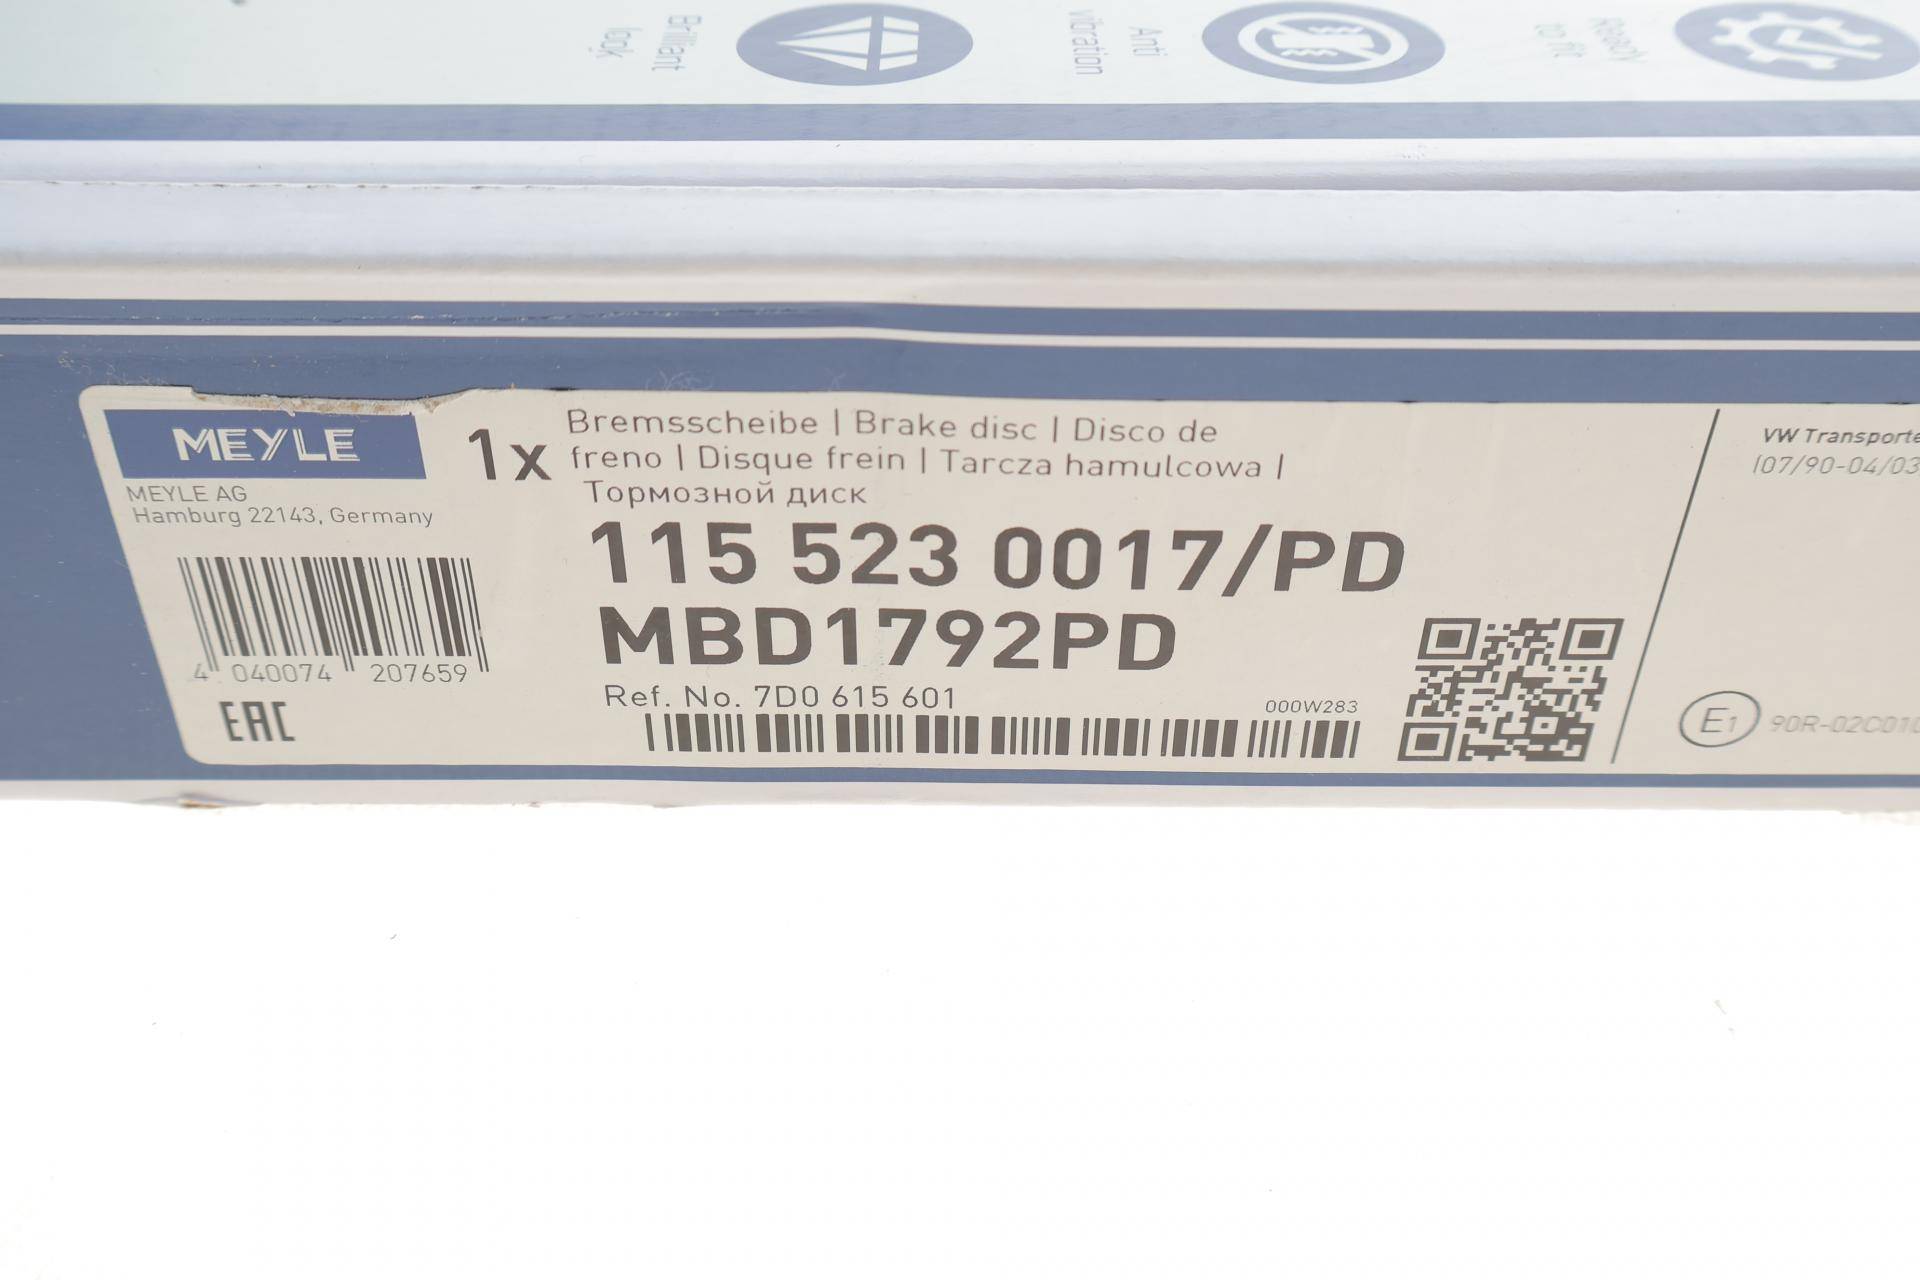 Brilliant
look
Anti
vibration
Ready
to fit
MEYLE
MEYLE AG
Hamburg 22143, Germany
4 040074 207659
EAC
1x
Bremsscheibe | Brake disc | Disco de
freno | Disque frein | Tarcza hamulcowa |
Тормозной диск
115 523 0017/PD
MBD1792PD
Ref. No. 7D0 615 601
000W283
VW Transporte
(07/90-04/03
E1
90R-02C010